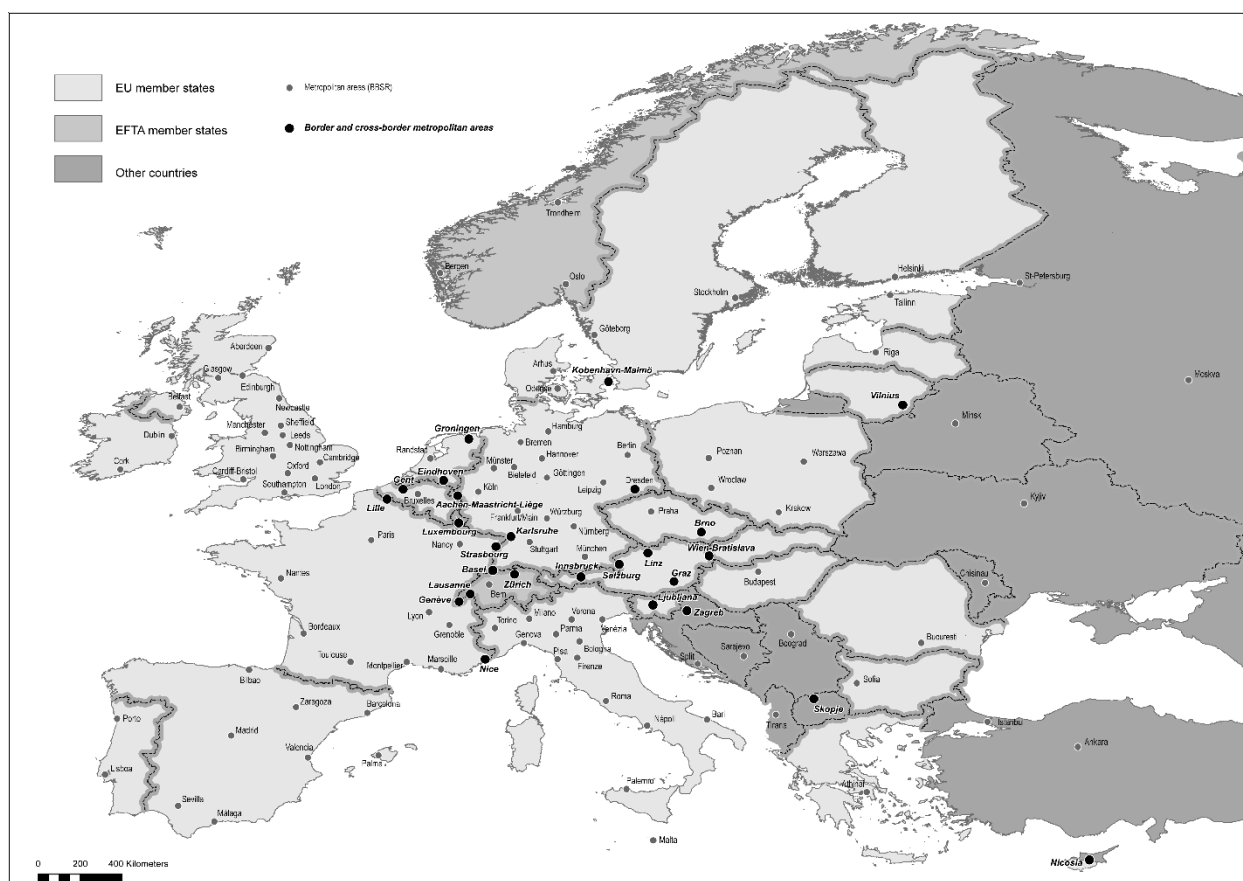 EU member states
EFTA member states
Other countries
Metropolitan areas (BBSR)
Border and cross-border metropolitan areas
Trondheim
Bergen
Oslo
Helsinki
St-Petersburg
Stockholm
Tallinn
Göteborg
Riga
Moskva
Aberdeen
Glasgow
Edinburgh
Arhus
Odense
Kobenhavn-Malmö
Vilnius
Minsk
Belfast
Newcastle
Dublin
Manchester
Sheffield
Leeds
Nottingham
Birmingham
Cambridge
Cork
Cardiff-Bristol
Oxford
London
Southampton
Groningen
Hamburg
Bremen
Randstad
Hannover
Berlin
Poznan
Warszawa
Eindhoven
Münster
Bielefeld
Göttingen
Gent
Bruxelles
Köln
Leipzig
Dresden
Wroclaw
Lille
Aachen-Maastricht-Liège
Frankfurt/Main
Würzburg
Praha
Krakow
Kyjiv
Luxembourg
Karlsruhe
Nürnberg
Brno
Paris
Nancy
Strasbourg
Stuttgart
München
Wien-Bratislava
Linz
Basel
Innsbruck
Salzburg
Graz
Budapest
Chisinau
Nantes
Lausanne
Zürich
Bern
Genève
Ljubljana
Zagreb
Lyon
Grenoble
Torino
Milano
Verona
Venézia
Genova
Parma
Bologna
Pisa
Firenze
Bordeaux
Toulouse
Montpellier
Marseille
Nice
Beograd
Sarajevo
Split
Bucuresti
Sofia
Skopje
Tirana
Istanbul
Ankara
Bilbao
Zaragoza
Barcelona
Porto
Madrid
Valencia
Palma
Lisboa
Sevilla
Málaga
Roma
Nápoli
Bari
Palermo
Malta
Athinai
Nicosia
0 200 400 Kilometers